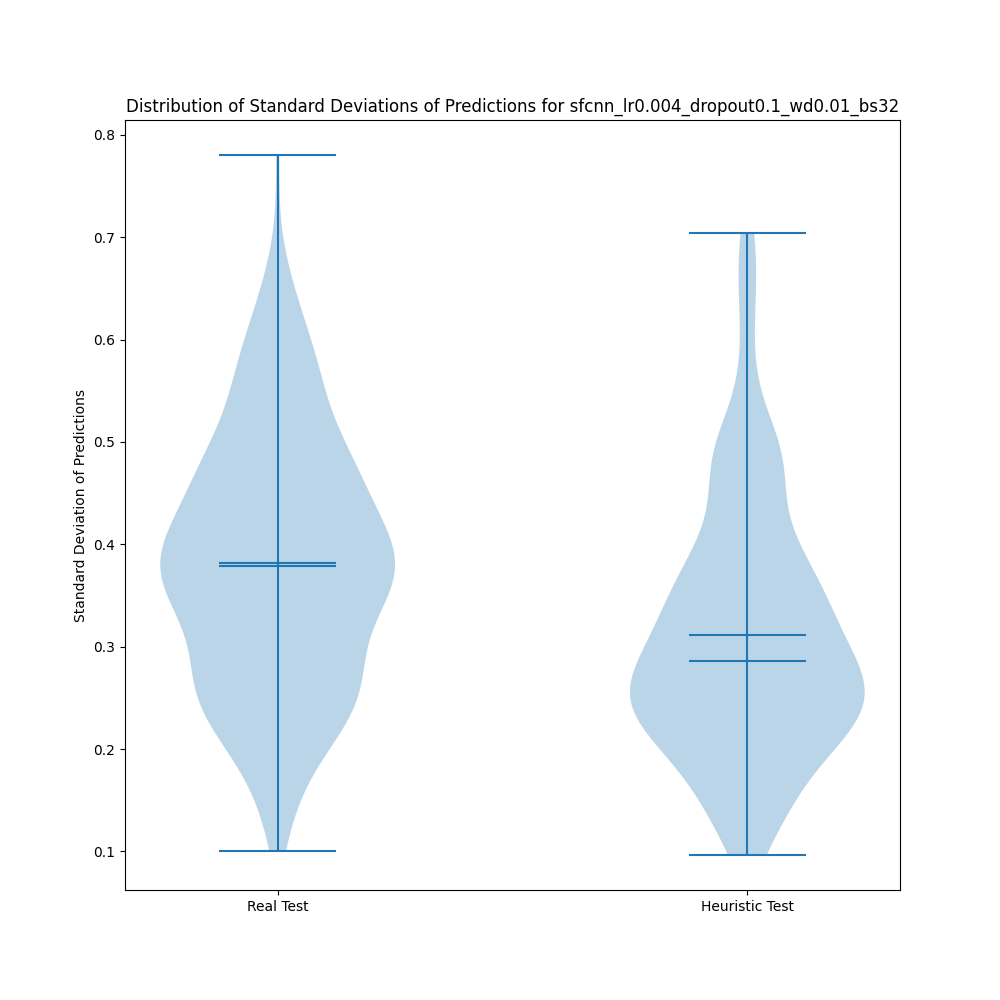 Distribution of Standard Deviations of Predictions for sfcnn_lr0.004_dropout0.1_wd0.01_bs32
0.8
0.7
0.6
0.5
0.4
0.3
0.2
0.1
Standard Deviation of Predictions
Real Test
Heuristic Test